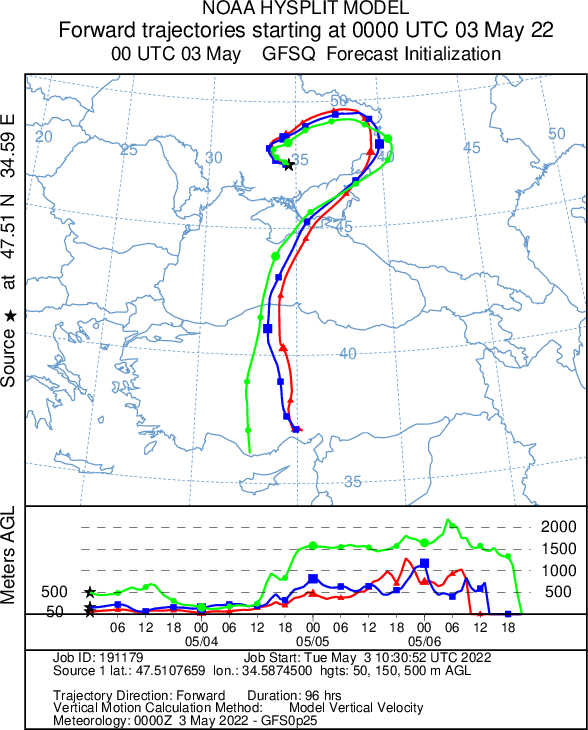 NOAA HYSPLIT MODEL
Forward trajectories starting at 0000 UTC 03 May 22
00 UTC 03 May GFSQ Forecast Initialization
Source ★ at 47.51 N 34.59 E
20
25
30
35
40
45
50
50
45
40
35
Meters AGL
500
50
2000
1500
1000
500
06 12 18 00 06 12 18 00 06 12 18 00 06 12 18
05/04 05/05 05/06
Job ID: 191179 Job Start: Tue May 3 10:30:52 UTC 2022
Source 1 lat.: 47.5107659 lon.: 34.5874500 hgts: 50, 150, 500 m AGL
Trajectory Direction: Forward Duration: 96 hrs
Vertical Motion Calculation Method: Model Vertical Velocity
Meteorology: 0000Z 3 May 2022 - GFS0p25